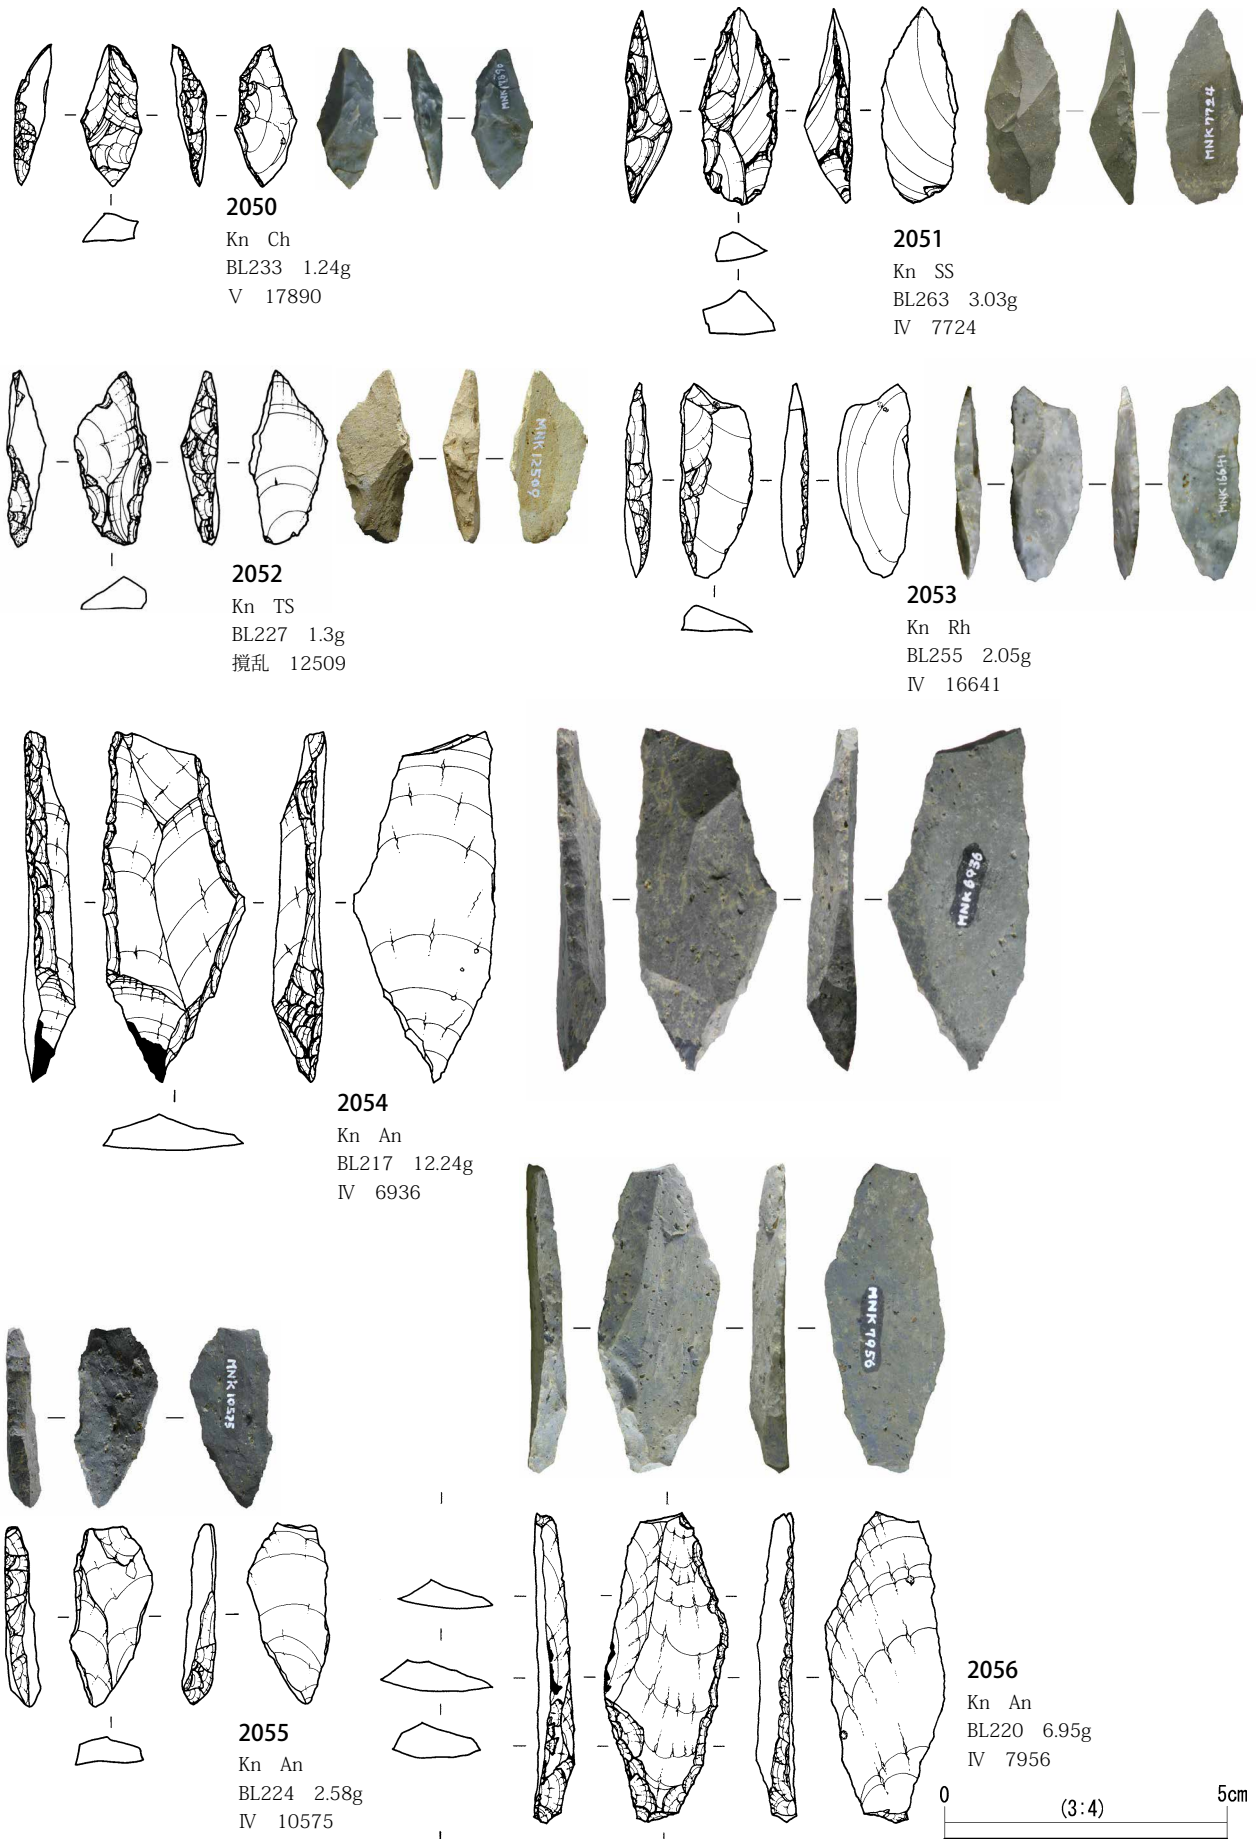 MNK17890
2050
Kn Ch
BL233 1.24g
Ⅴ 17890
MNK7724
2051
Kn SS
BL263 3.03g
Ⅳ 7724
MNK12509
2052
Kn TS
BL227 1.3g
撹乱 12509
MNK16641
2053
Kn Rh
BL255 2.05g
Ⅳ 16641
MNK6936
2054
Kn An
BL217 12.24g
Ⅳ 6936
MNK7956
MNK10575
2055
Kn An
BL224 2.58g
Ⅳ 10575
2056
Kn An
BL220 6.95g
Ⅳ 7956
0 5cm
(3:4)